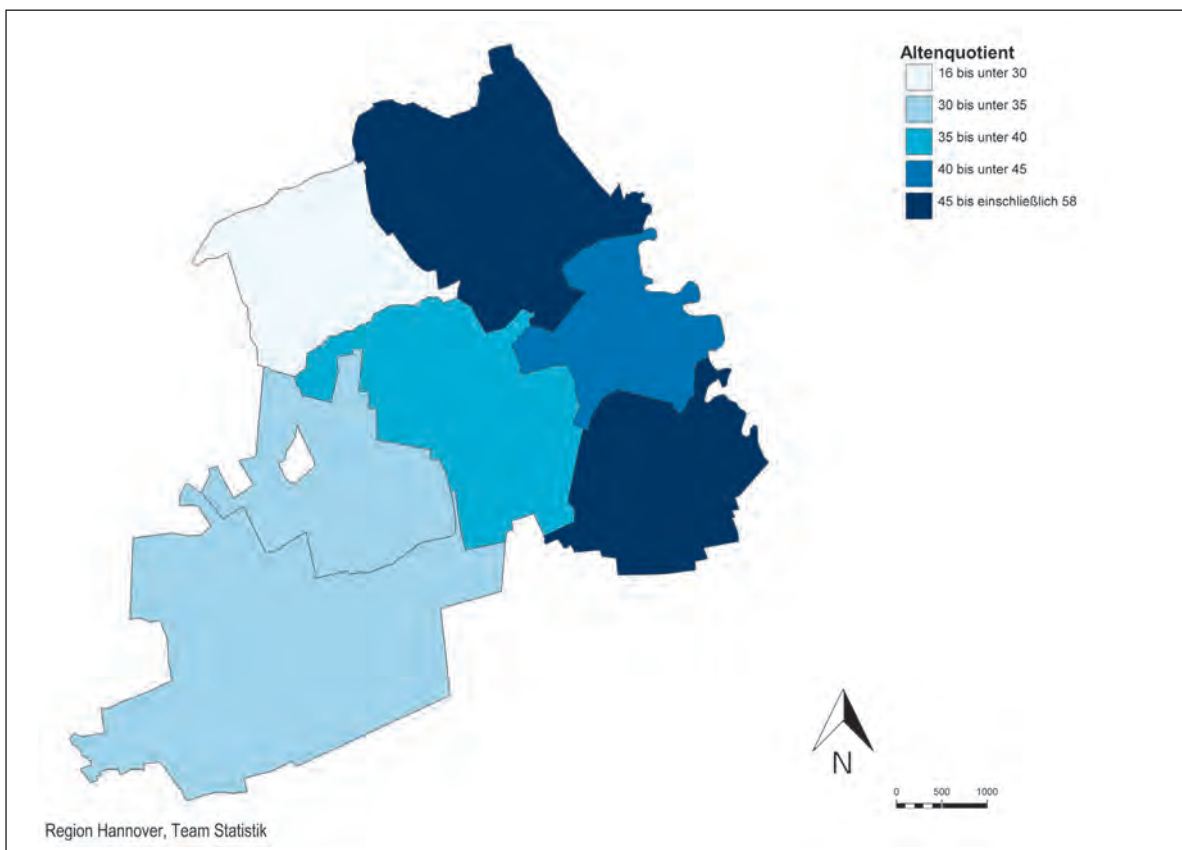 Altenquotient
16 bis unter 30
30 bis unter 35
35 bis unter 40
40 bis unter 45
45 bis einschließlich 58
N
0 500 1000
Region Hannover, Team Statistik